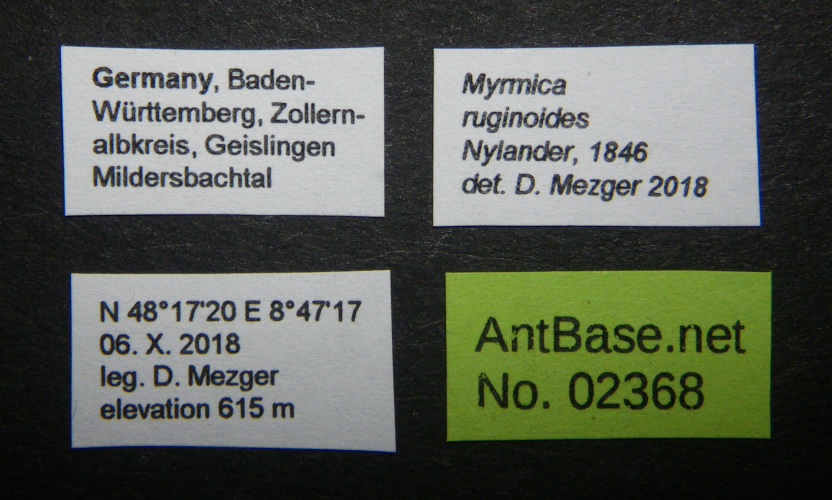 Germany, Baden-
Württemberg, Zollern-
albkreis, Geislingen
Mildersbachtal
Myrmica
ruginoides
Nylander, 1846
det. D. Mezger 2018
N 48°17'20 E 8°47'17
06. X. 2018
leg. D. Mezger
elevation 615 m
AntBase.net
No. 02368